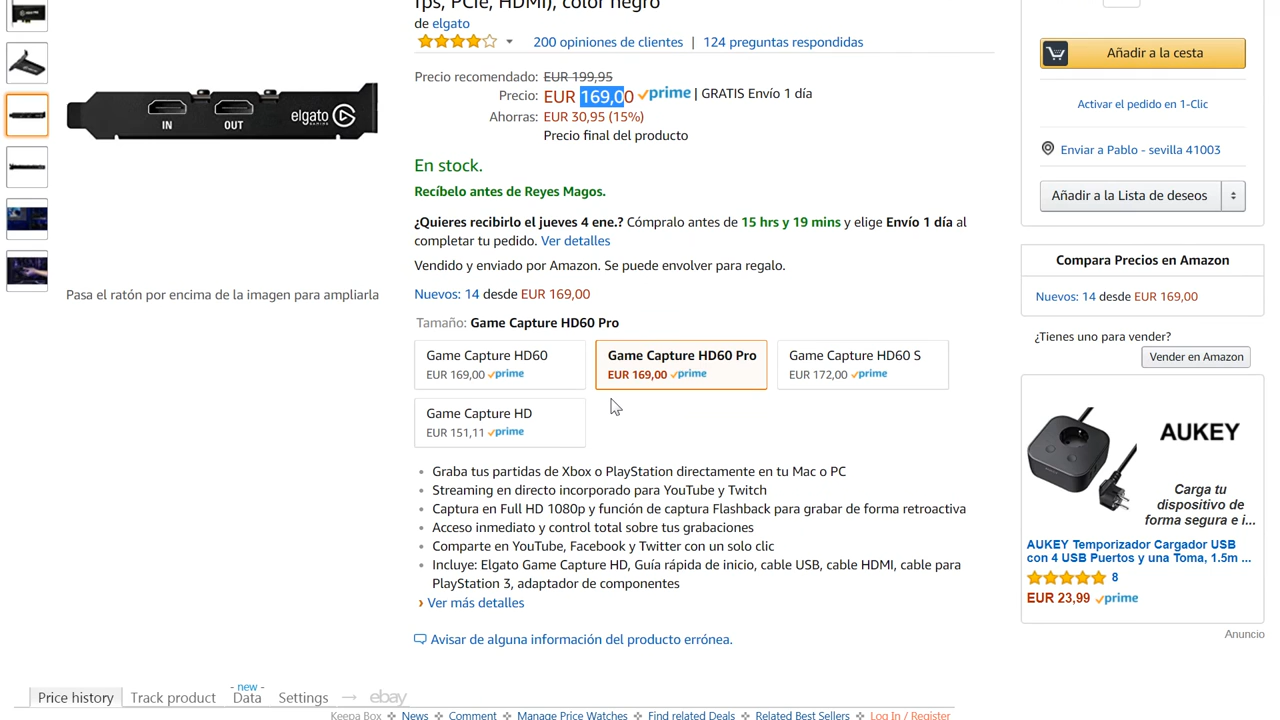 fps, PCIe, HDMI), color negro
de elgato
200 opiniones de clientes | 124 preguntas respondidas
Precio recomendado: EUR 199,95
Precio: EUR 169,00 prime | GRATIS Envío 1 día
Ahorras: EUR 30,95 (15%)
Precio final del producto
En stock.
Recíbelo antes de Reyes Magos.
¿Quieres recibirlo el jueves 4 ene.? Cómpralo antes de 15 hrs y 19 mins y elige Envío 1 día al
completar tu pedido. Ver detalles
Vendido y enviado por Amazon. Se puede envolver para regalo.
Nuevos: 14 desde EUR 169,00
Tamaño: Game Capture HD60 Pro
Game Capture HD60
EUR 169,00 prime
Game Capture HD60 Pro
EUR 169,00 prime
Game Capture HD60 S
EUR 172,00 prime
Game Capture HD
EUR 151,11 prime
• Graba tus partidas de Xbox o PlayStation directamente en tu Mac o PC
• Streaming en directo incorporado para YouTube y Twitch
• Captura en Full HD 1080p y función de captura Flashback para grabar de forma retroactiva
• Acceso inmediato y control total sobre tus grabaciones
• Comparte en YouTube, Facebook y Twitter con un solo clic
• Incluye: Elgato Game Capture HD, Guía rápida de inicio, cable USB, cable HDMI, cable para
PlayStation 3, adaptador de componentes
› Ver más detalles
Avisar de alguna información del producto errónea.
IN OUT elgato GAMING
Pasa el ratón por encima de la imagen para ampliarla
Añadir a la cesta
Activar el pedido en 1-Clic
Enviar a Pablo - sevilla 41003
Añadir a la Lista de deseos
Compara Precios en Amazon
Nuevos: 14 desde EUR 169,00
¿Tienes uno para vender?
Vender en Amazon
AUKEY
Carga tu
dispositivo de
forma segura e i...
AUKEY Temporizador Cargador USB
con 4 USB Puertos y una Toma, 1.5m ...
8
EUR 23,99 prime
Anuncio
Price history Track product - new - Data Settings → ebay
Keepa Box ❖ News ❖ Comment ❖ Manage Price Watches ❖ Find related Deals ❖ Related Best Sellers ❖ Log In / Register